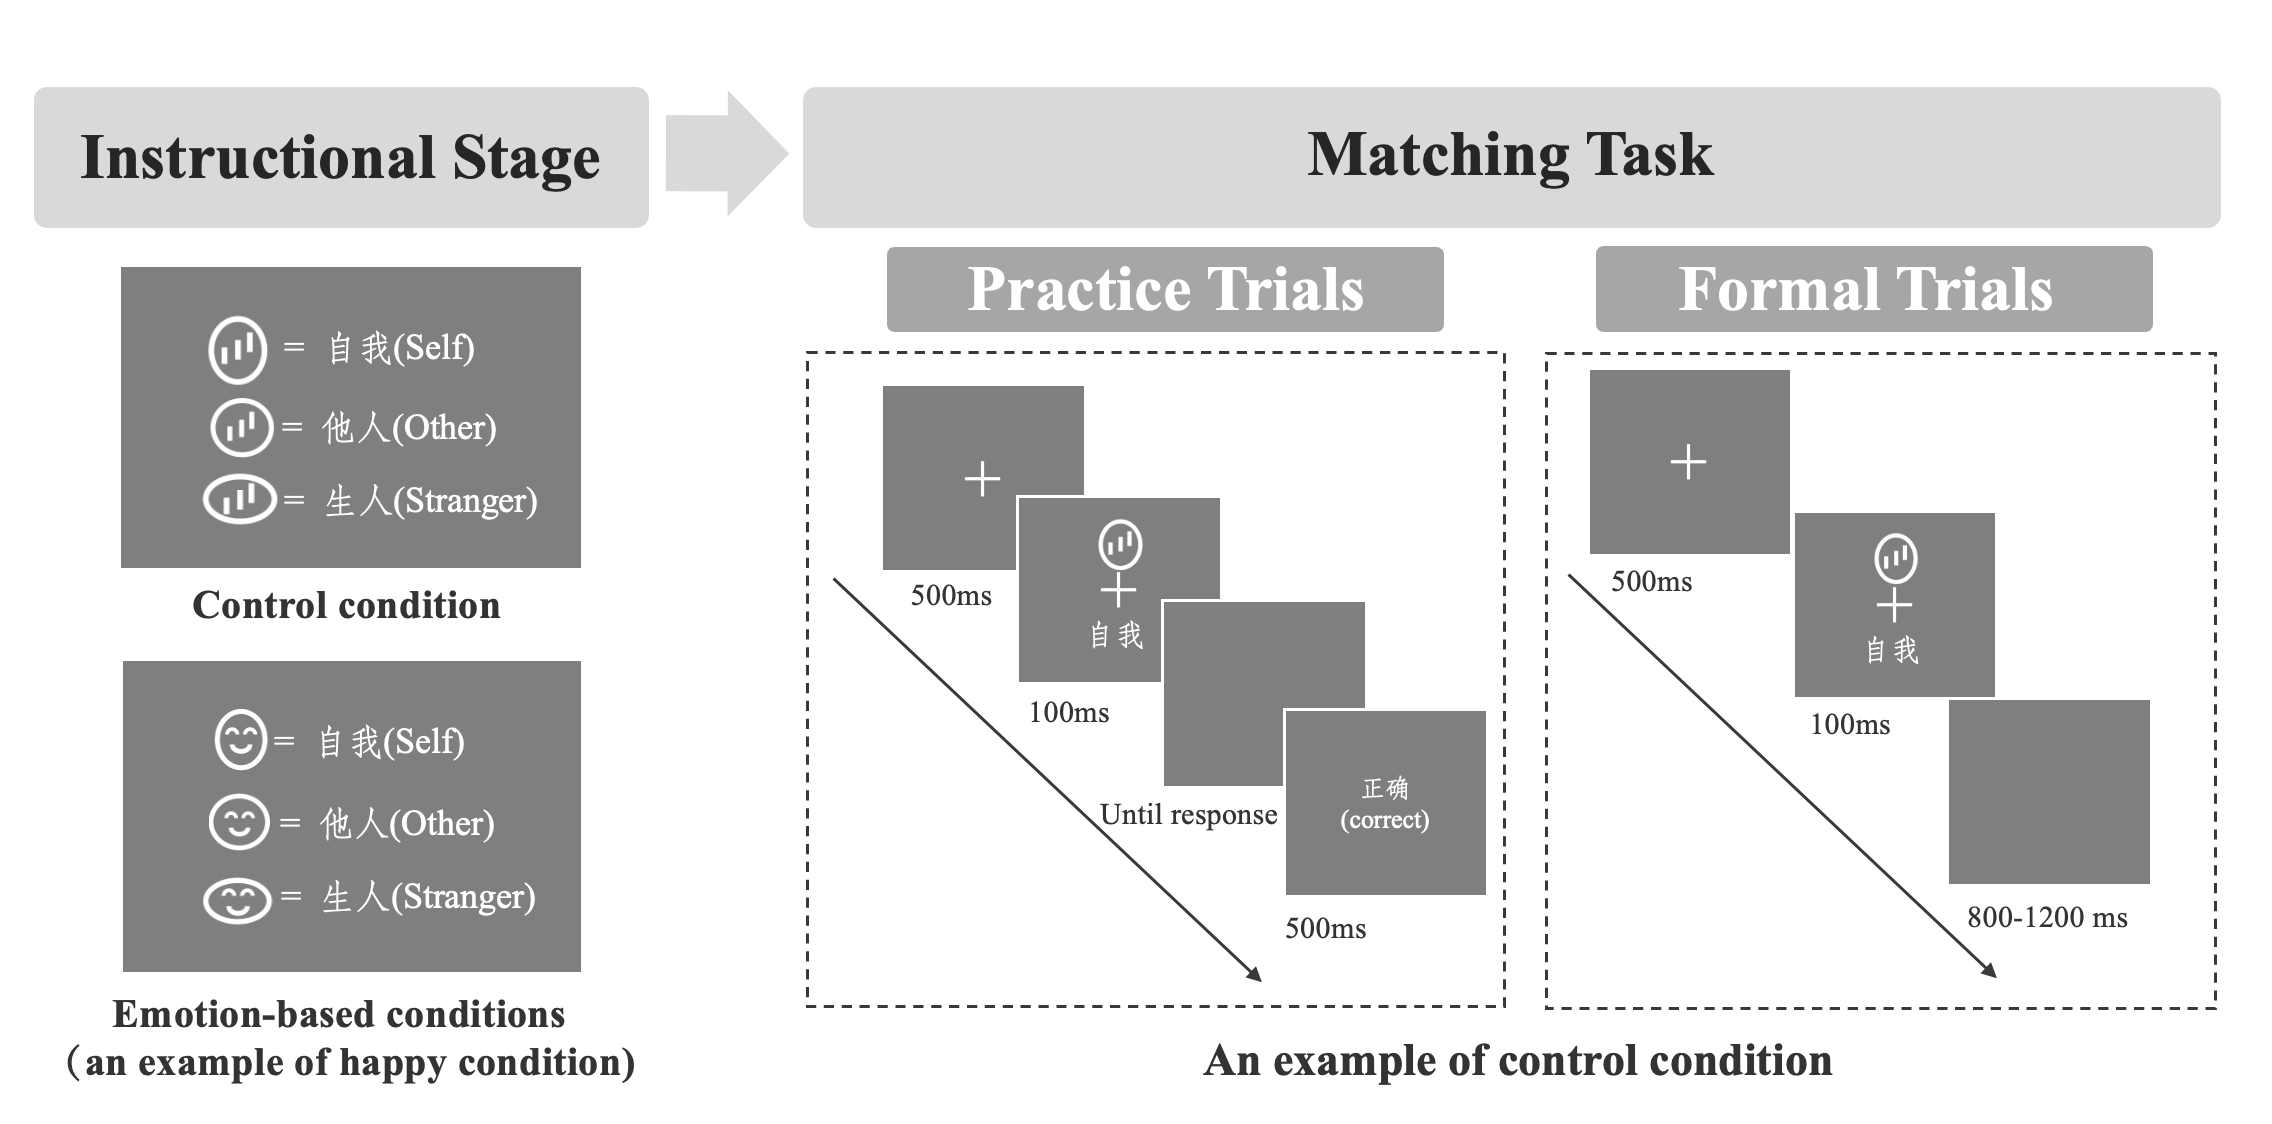 Instructional Stage
Matching Task
= 自我(Self)
= 他人(Other)
= 生人(Stranger)
Control condition
= 自我(Self)
= 他人(Other)
= 生人(Stranger)
Emotion-based conditions
（an example of happy condition)
Practice Trials
500ms
自我
100ms
Until response
正确
(correct)
500ms
Formal Trials
500ms
自我
100ms
800-1200 ms
An example of control condition